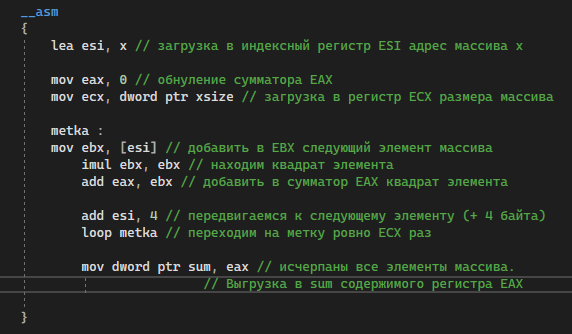 __asm
{
lea esi, x // загрузка в индексный регистр ESI адрес массива x
mov eax, 0 // обнуление сумматора EAX
mov ecx, dword ptr xsize // загрузка в регистр ECX размера массива
metka :
mov ebx, [esi] // добавить в EBX следующий элемент массива
imul ebx, ebx // находим квадрат элемента
add eax, ebx // добавить в сумматор EAX квадрат элемента
add esi, 4 // передвигаемся к следующему элементу (+ 4 байта)
loop metka // переходим на метку ровно ECX раз
mov dword ptr sum, eax // исчерпаны все элементы массива.
// Выгрузка в sum содержимого регистра EAX
}